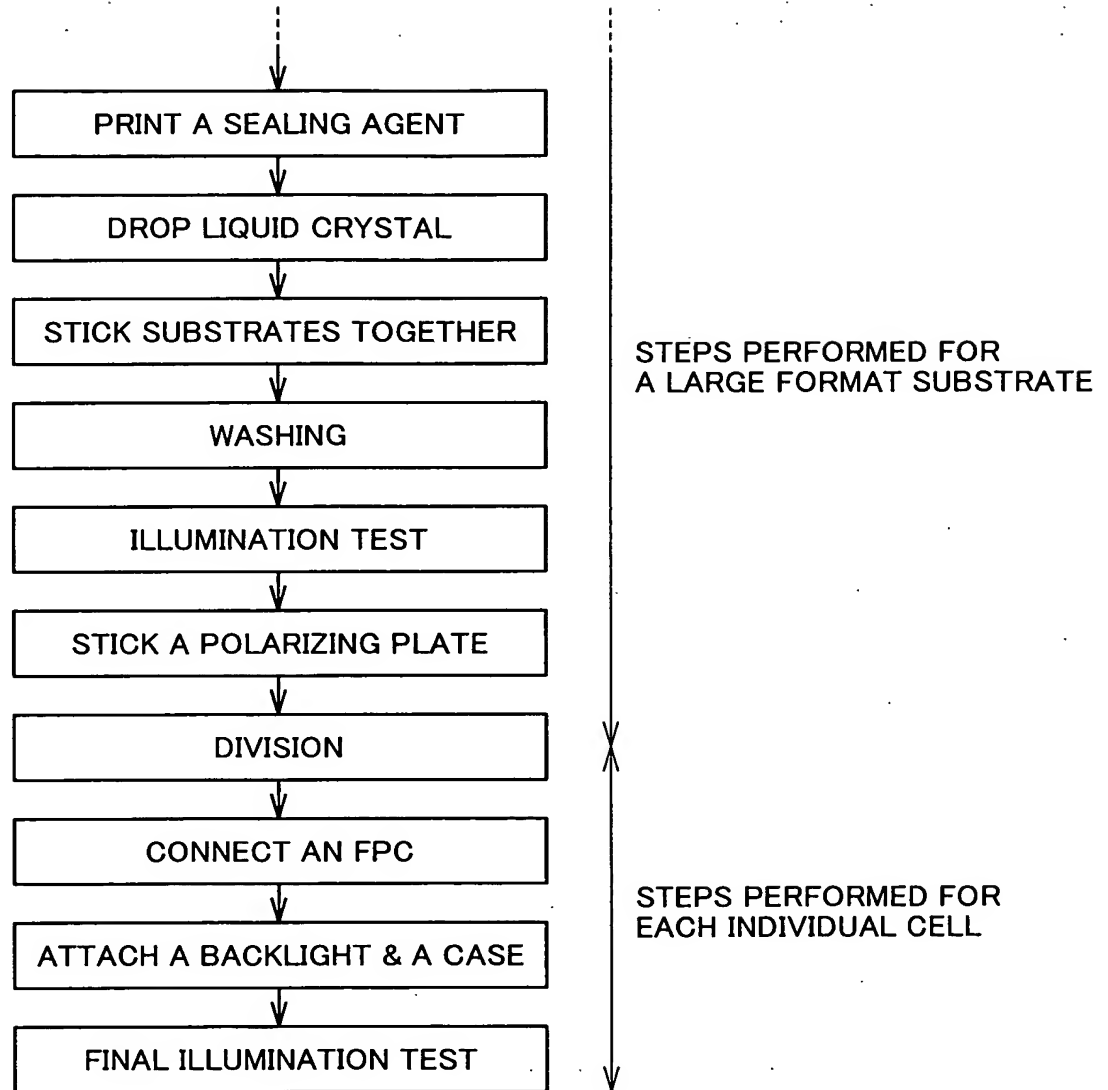 PRINT A SEALING AGENT
DROP LIQUID CRYSTAL
STICK SUBSTRATES TOGETHER
WASHING
ILLUMINATION TEST
STICK A POLARIZING PLATE
DIVISION
CONNECT AN FPC
ATTACH A BACKLIGHT & A CASE
FINAL ILLUMINATION TEST
STEPS PERFORMED FOR
A LARGE FORMAT SUBSTRATE
STEPS PERFORMED FOR
EACH INDIVIDUAL CELL